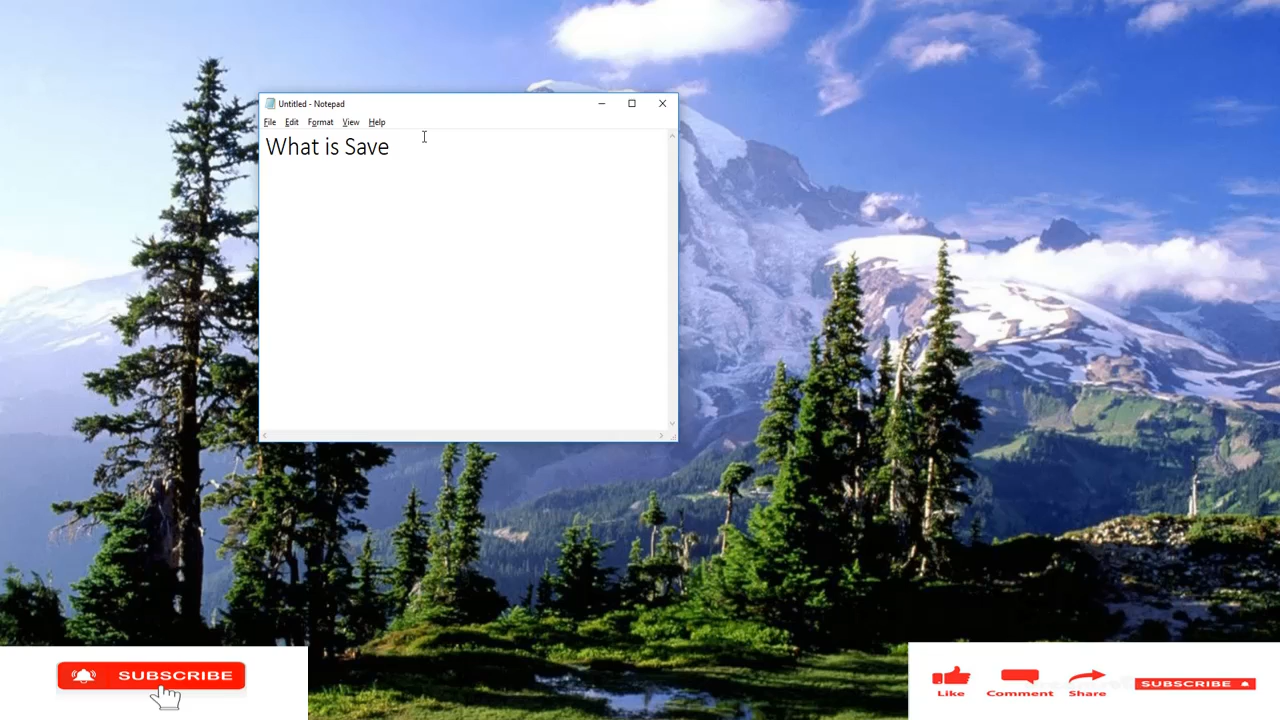 Untitled - Notepad
File Edit Format View Help
What is Save
SUBSCRIBE
Like Comment Share SUBSCRIBE